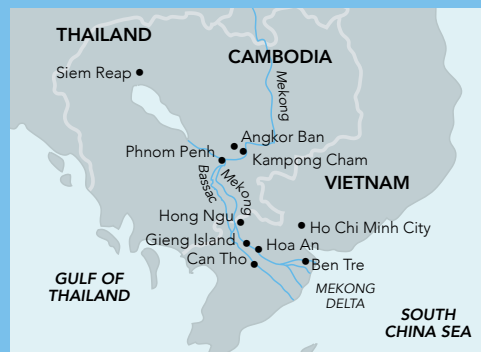 THAILAND
CAMBODIA
Siem Reap
Mekong
Angkor Ban
Phnom Penh
Kampong Cham
Bassac
Mekong
VIETNAM
Hong Ngu
Ho Chi Minh City
Gieng Island
Hoa An
Can Tho
Ben Tre
GULF OF
THAILAND
MEKONG
DELTA
SOUTH
CHINA SEA